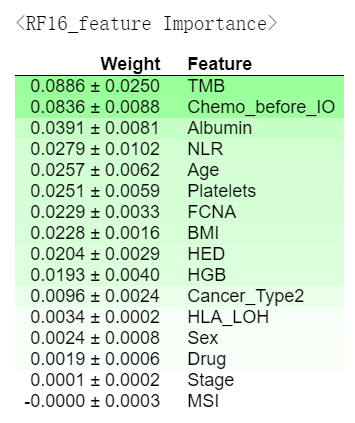 <RF16_feature Importance>
Weight Feature
0.0886 ± 0.0250 TMB
0.0836 ± 0.0088 Chemo_before_IO
0.0391 ± 0.0081 Albumin
0.0279 ± 0.0102 NLR
0.0257 ± 0.0062 Age
0.0251 ± 0.0059 Platelets
0.0229 ± 0.0033 FCNA
0.0228 ± 0.0016 BMI
0.0204 ± 0.0029 HED
0.0193 ± 0.0040 HGB
0.0096 ± 0.0024 Cancer_Type2
0.0034 ± 0.0002 HLA_LOH
0.0024 ± 0.0008 Sex
0.0019 ± 0.0006 Drug
0.0001 ± 0.0002 Stage
-0.0000 ± 0.0003 MSI